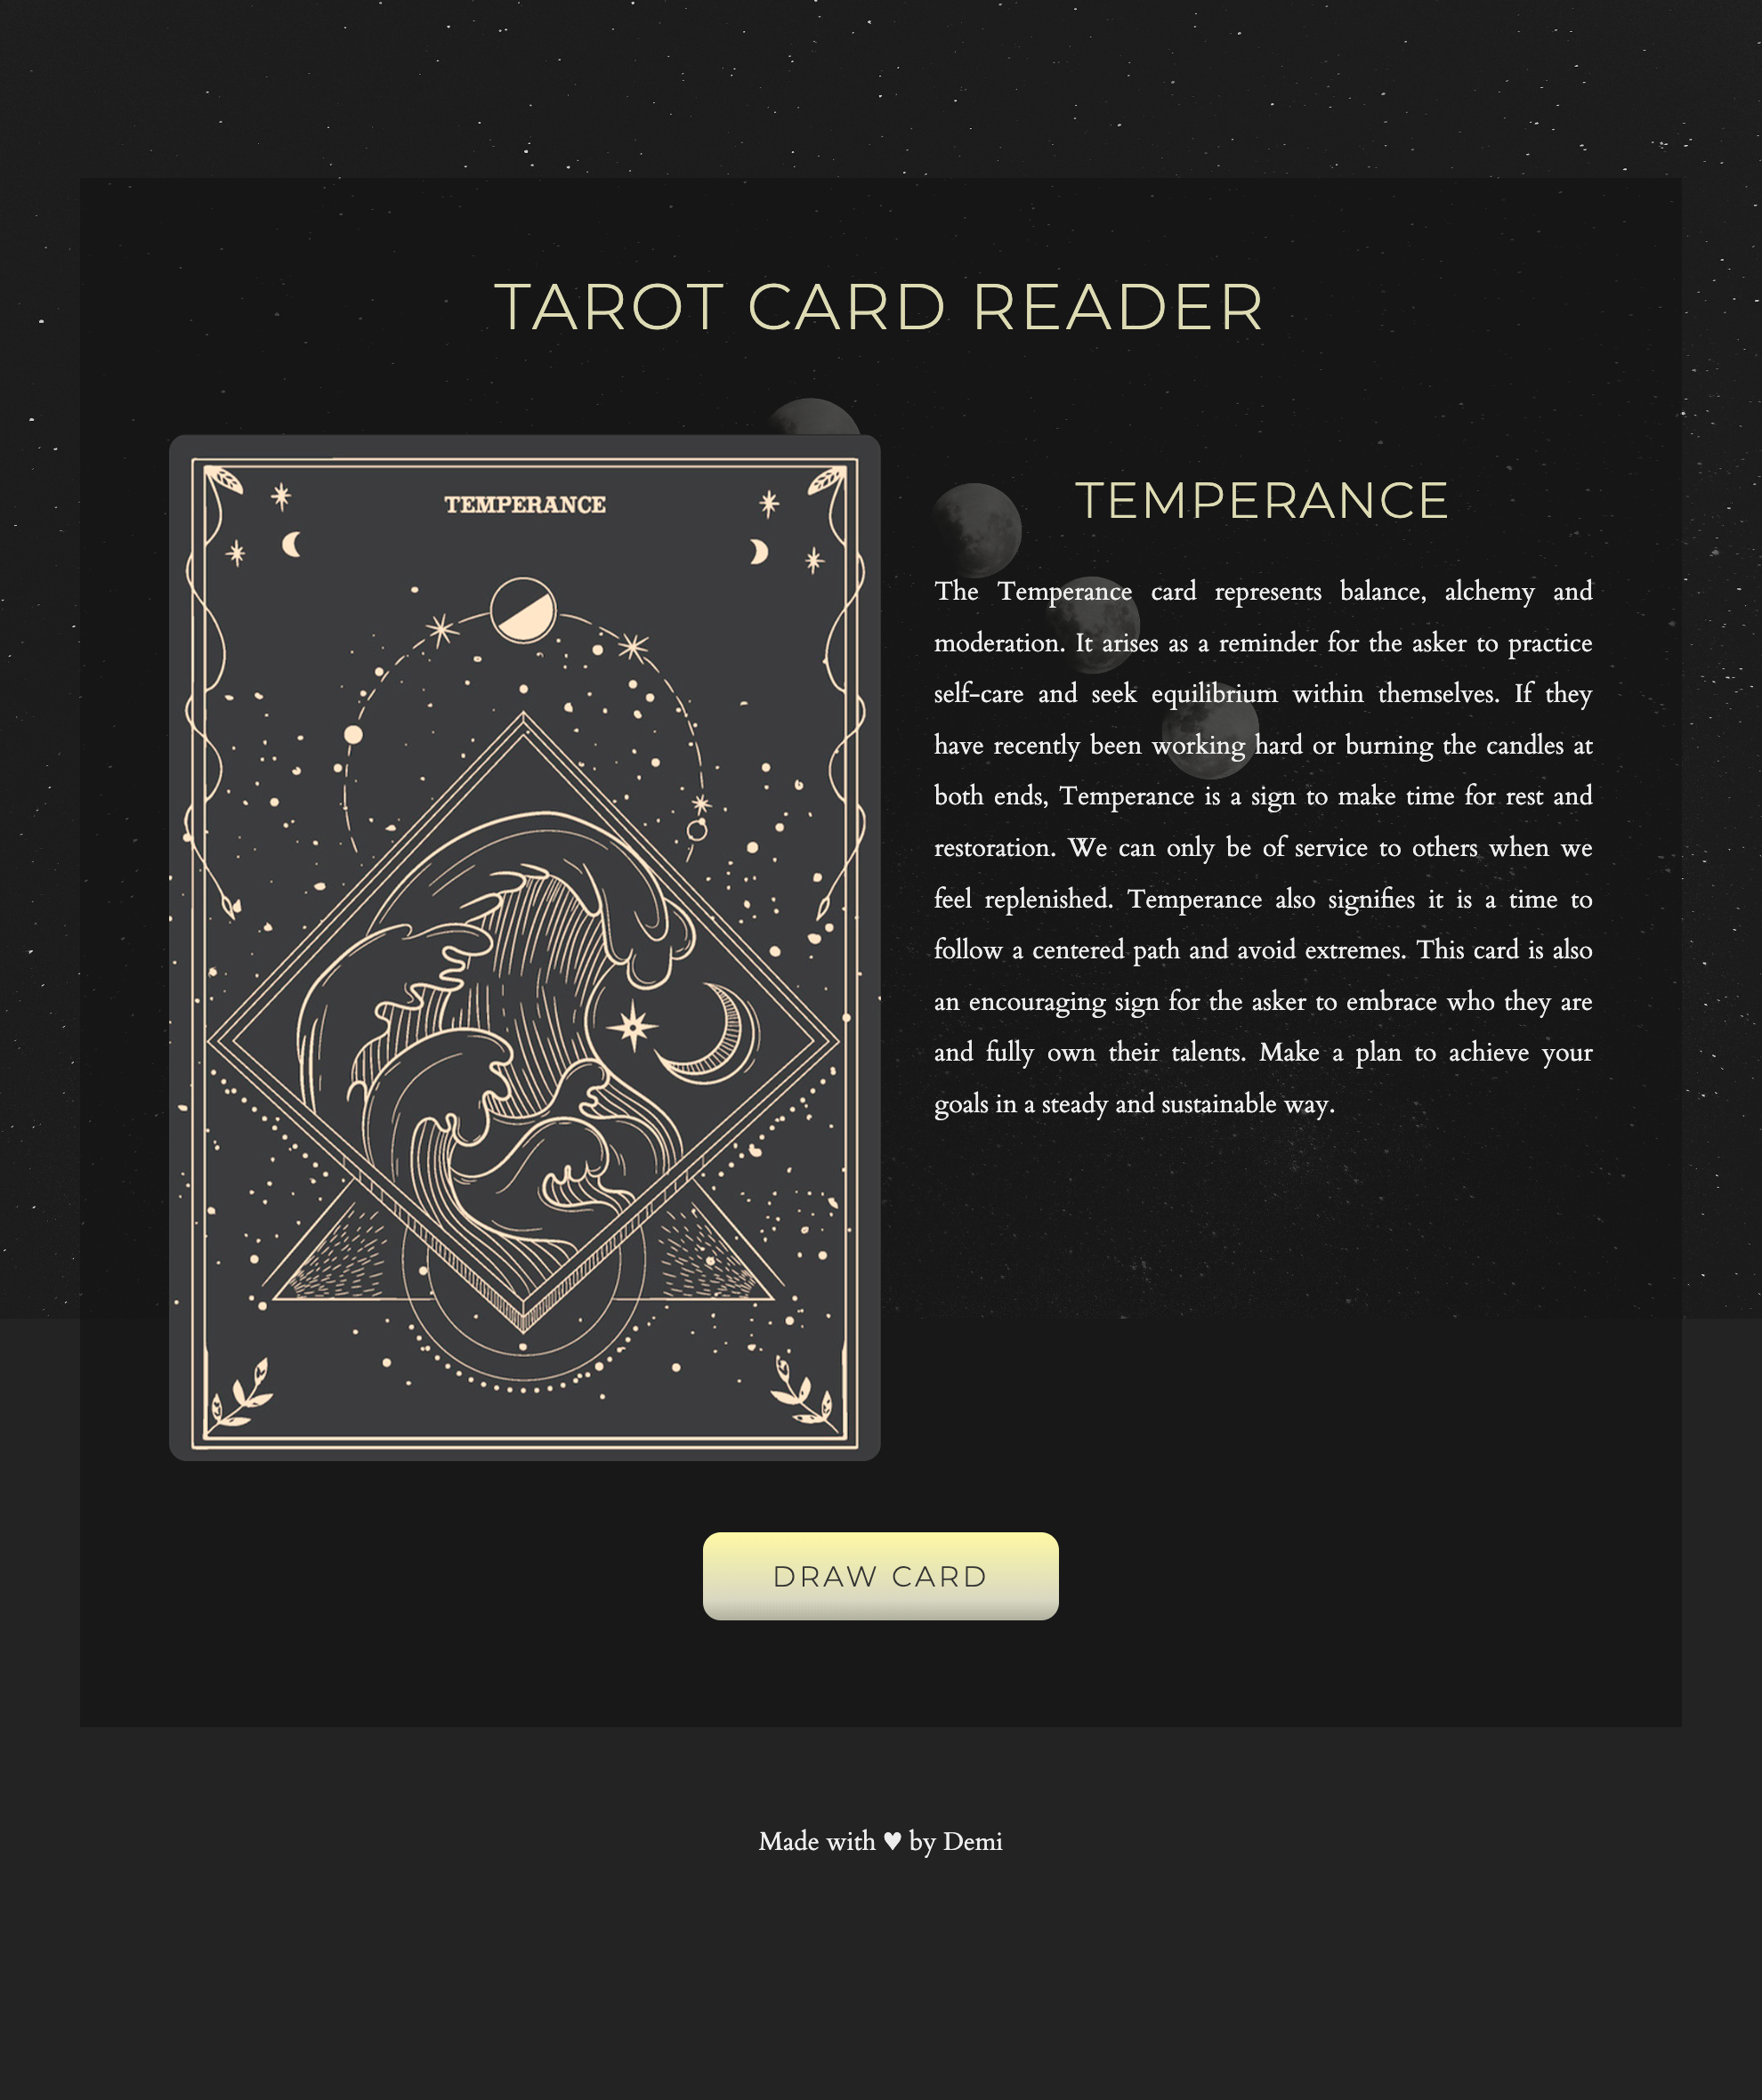 TAROT CARD READER
TEMPERANCE
TEMPERANCE
The Temperance card represents balance, alchemy and
moderation. It arises as a reminder for the asker to practice
self-care and seek equilibrium within themselves. If they
have recently been working hard or burning the candles at
both ends, Temperance is a sign to make time for rest and
restoration. We can only be of service to others when we
feel replenished. Temperance also signifies it is a time to
follow a centered path and avoid extremes. This card is also
an encouraging sign for the asker to embrace who they are
and fully own their talents. Make a plan to achieve your
goals in a steady and sustainable way.
DRAW CARD
Made with ♥ by Demi